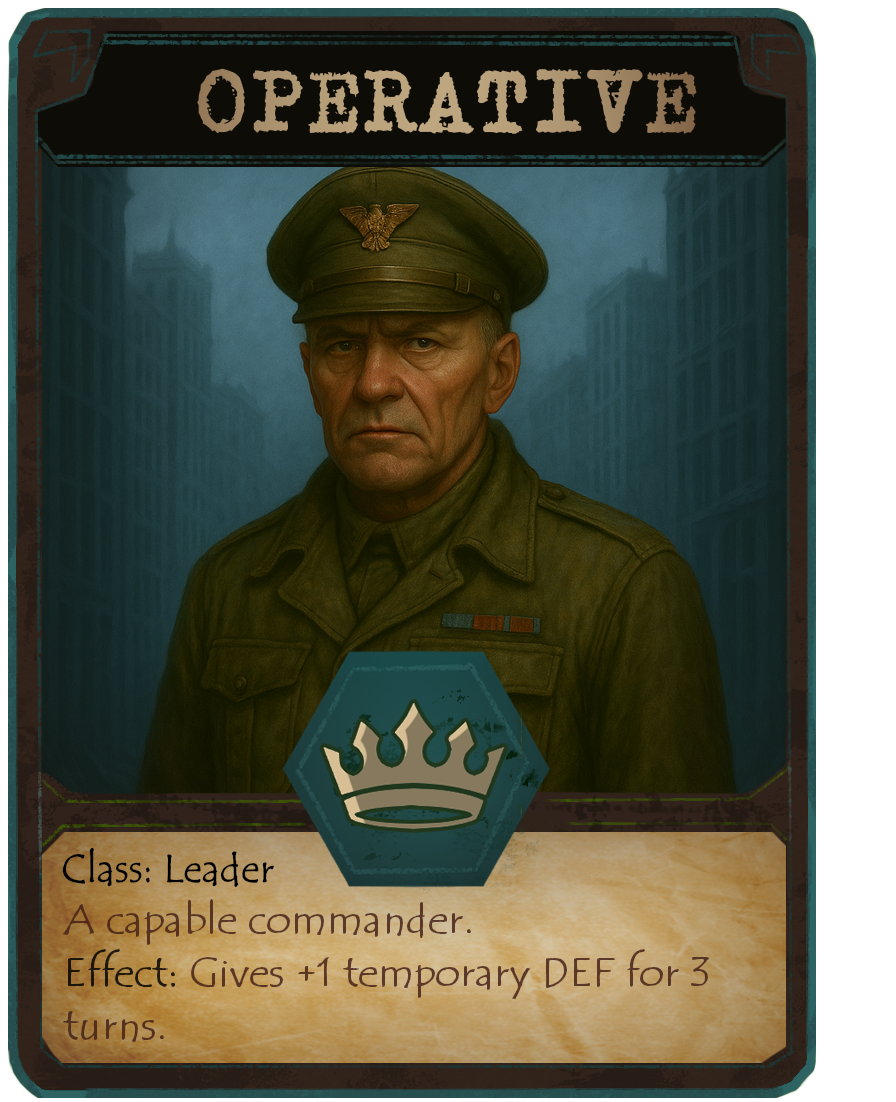 OPERATIVE
Class: Leader
A capable commander.
Effect: Gives +1 temporary DEF for 3
turns.